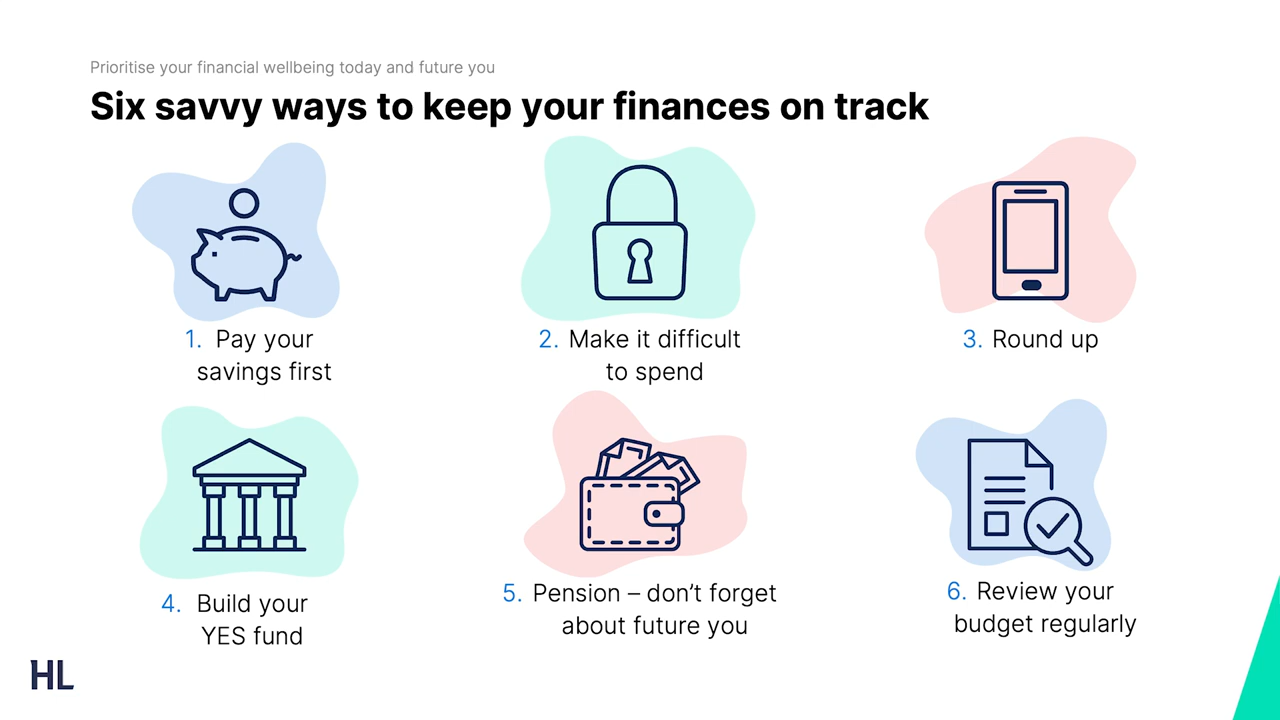 Prioritise your financial wellbeing today and future you
Six savvy ways to keep your finances on track
1. Pay your
savings first
2. Make it difficult
to spend
3. Round up
4. Build your
YES fund
5. Pension – don’t forget
about future you
6. Review your
budget regularly
HL